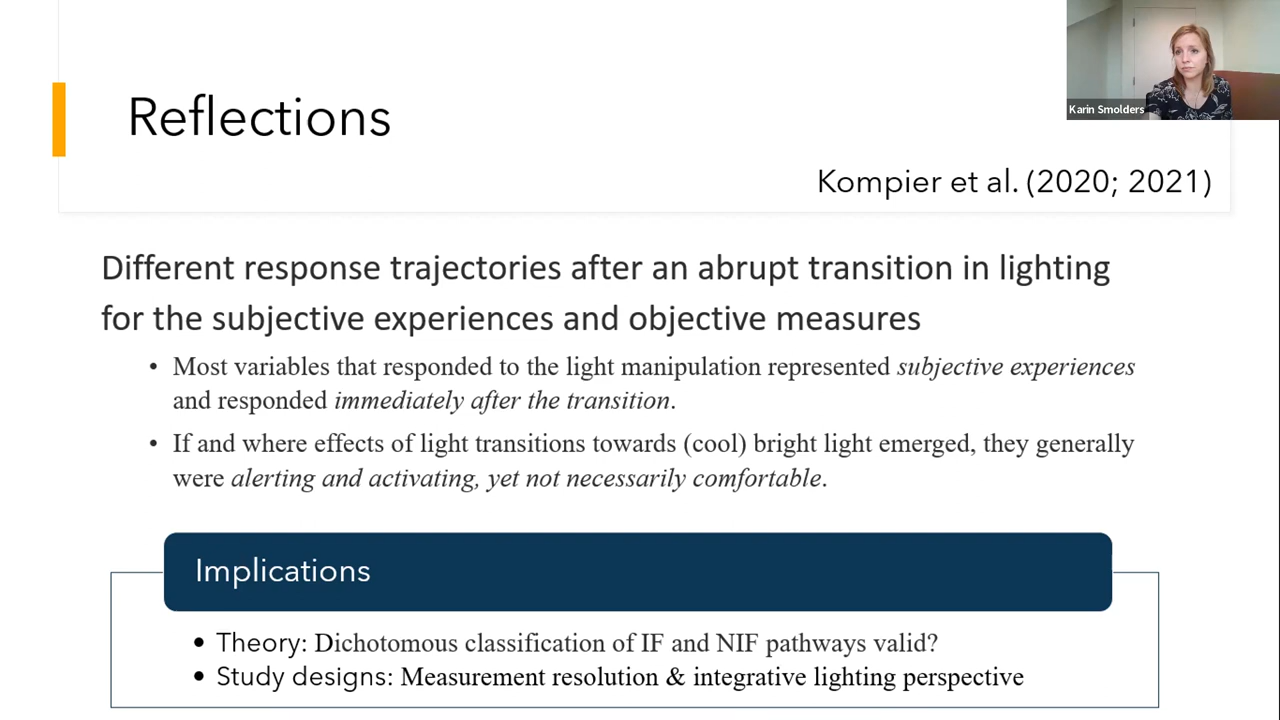 Karin Smolders
Reflections
Kompier et al. (2020; 2021)
Different response trajectories after an abrupt transition in lighting
for the subjective experiences and objective measures
• Most variables that responded to the light manipulation represented subjective experiences
and responded immediately after the transition.
• If and where effects of light transitions towards (cool) bright light emerged, they generally
were alerting and activating, yet not necessarily comfortable.
Implications
• Theory: Dichotomous classification of IF and NIF pathways valid?
• Study designs: Measurement resolution & integrative lighting perspective